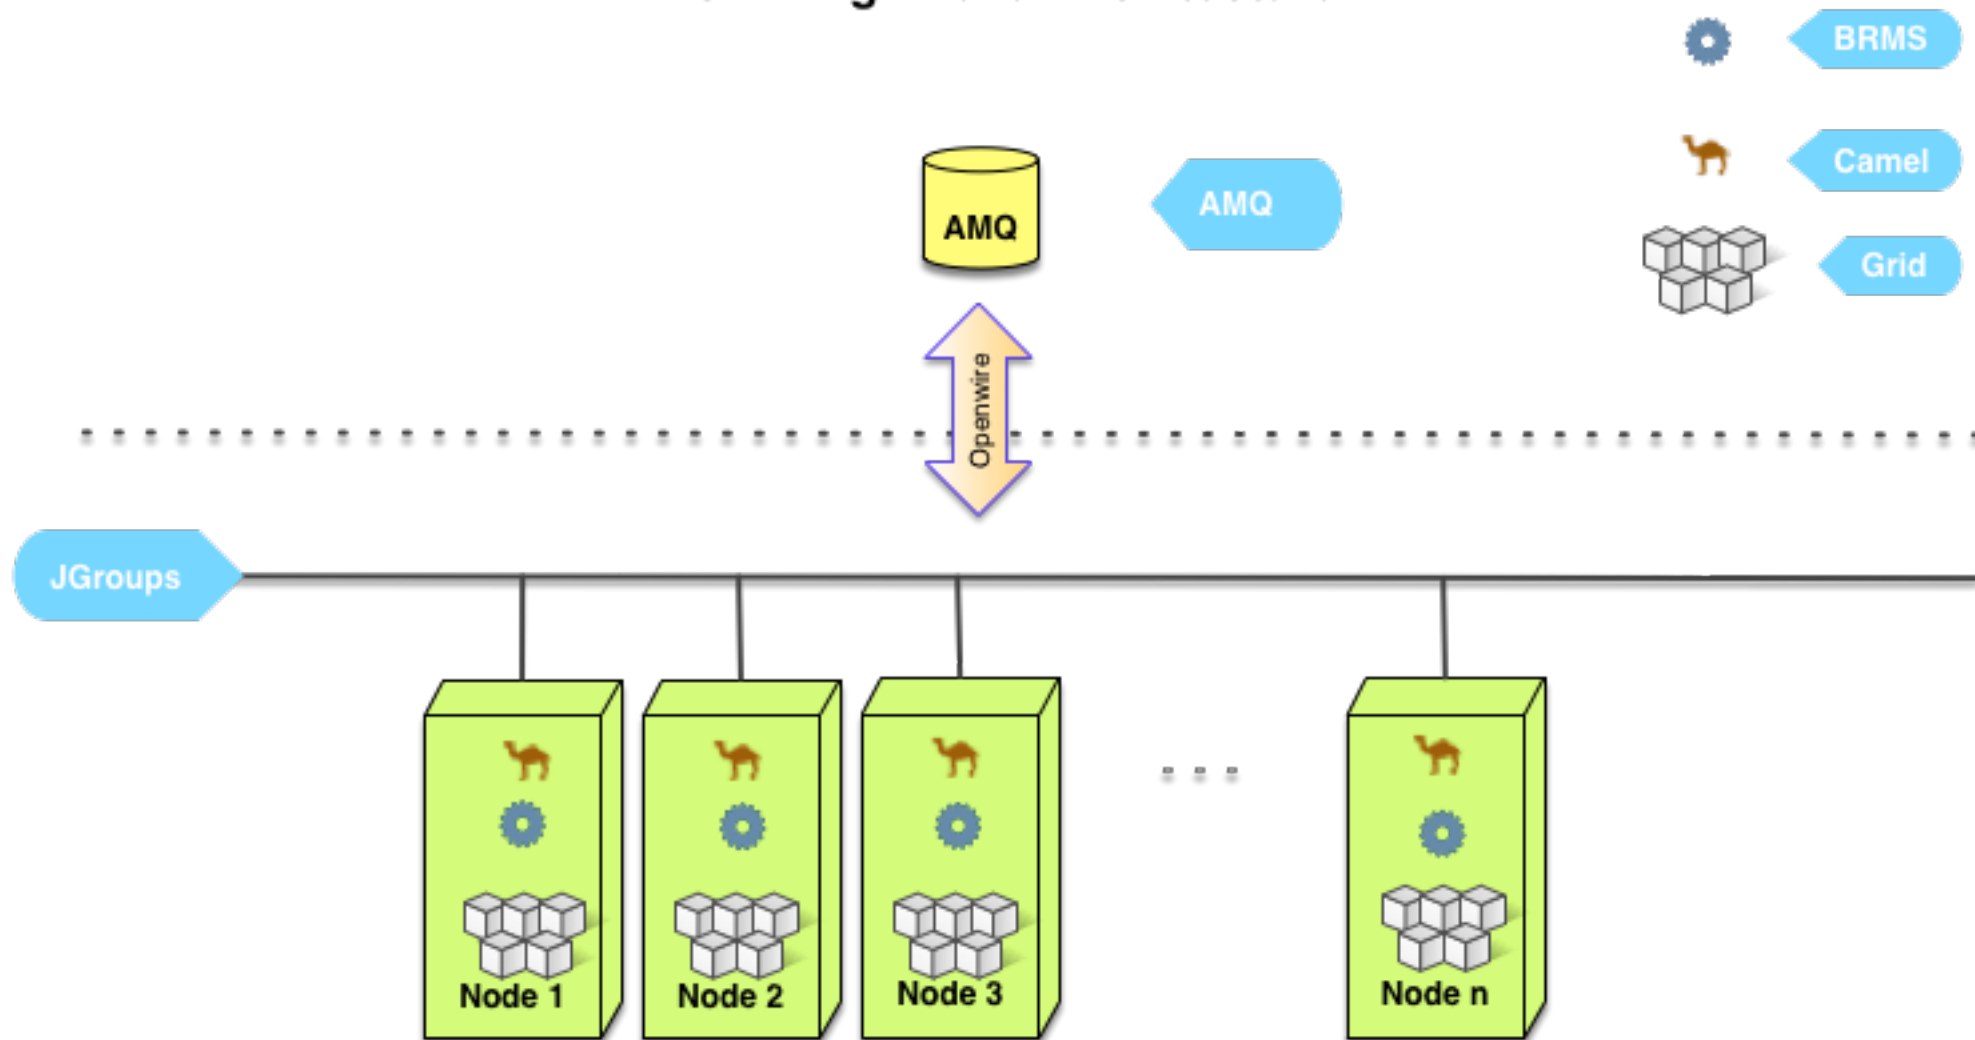 BRMS
Camel
Grid
AMQ
AMQ
Openwire
JGroups
Node 1
Node 2
Node 3
Node n